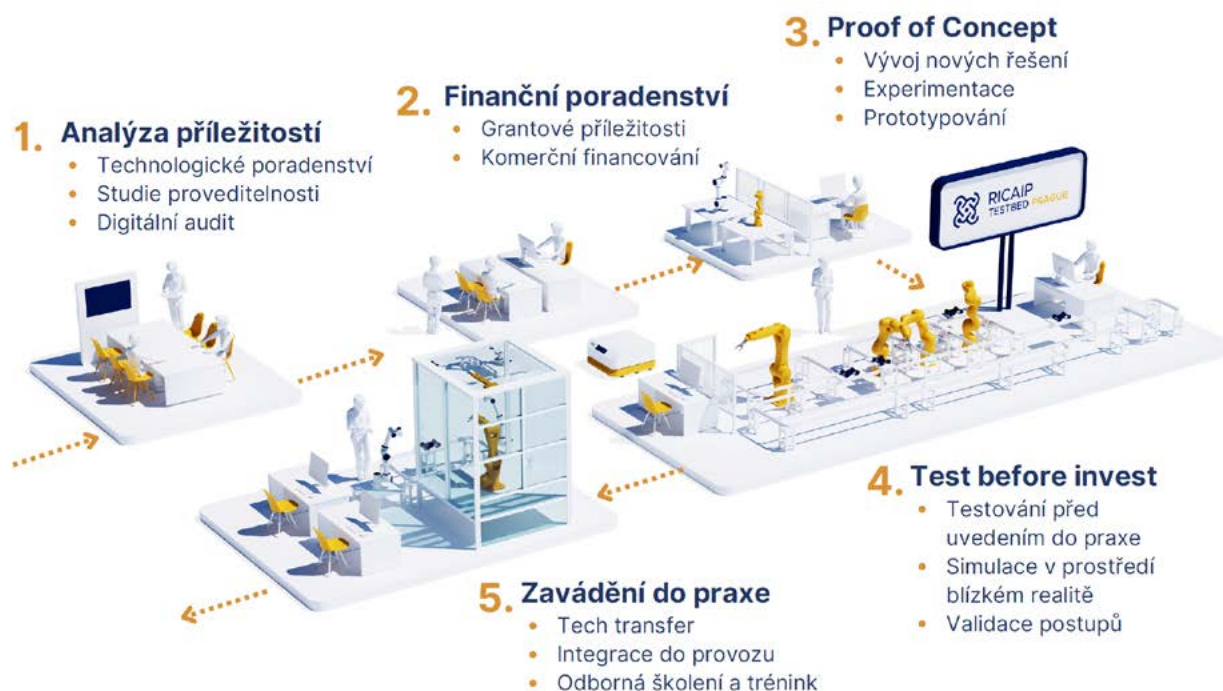 1. Analýza příležitostí
• Technologické poradenství
• Studie proveditelnosti
• Digitální audit
2. Finanční poradenství
• Grantové příležitosti
• Komerční financování
3. Proof of Concept
• Vývoj nových řešení
• Experimentace
• Prototypování
RICAIP
TESTBED PRAGUE
4. Test before invest
• Testování před
uvedením do praxe
• Simulace v prostředí
blízkém realitě
• Validace postupů
5. Zavádění do praxe
• Tech transfer
• Integrace do provozu
• Odborná školení a trénink